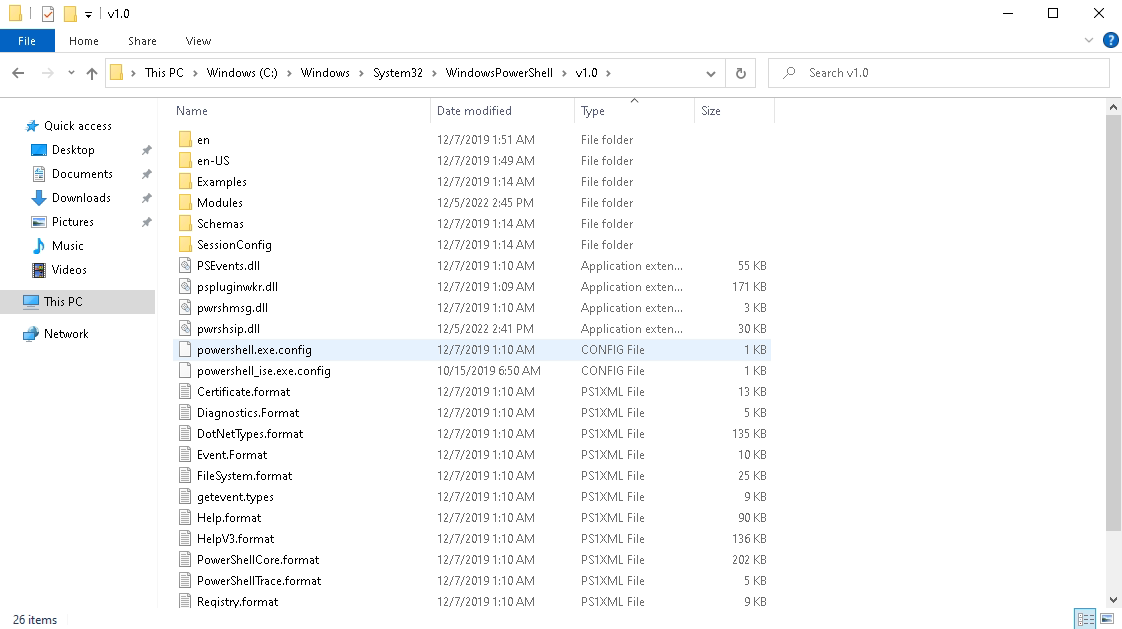 v1.0
File Home Share View
This PC Windows (C:) Windows System32 WindowsPowerShell v1.0
Search v1.0
Name Date modified Type Size
Quick access
Desktop
Documents
Downloads
Pictures
Music
Videos
This PC
Network
en 12/7/2019 1:51 AM File folder
en-US 12/7/2019 1:49 AM File folder
Examples 12/7/2019 1:14 AM File folder
Modules 12/5/2022 2:45 PM File folder
Schemas 12/7/2019 1:14 AM File folder
SessionConfig 12/7/2019 1:14 AM File folder
PSEvents.dll 12/7/2019 1:10 AM Application exten... 55 KB
pspluginwkr.dll 12/7/2019 1:09 AM Application exten... 171 KB
pwrshmsg.dll 12/7/2019 1:10 AM Application exten... 3 KB
pwrshsip.dll 12/5/2022 2:41 PM Application exten... 30 KB
powershell.exe.config 12/7/2019 1:10 AM CONFIG File 1 KB
powershell_ise.exe.config 10/15/2019 6:50 AM CONFIG File 1 KB
Certificate.format 12/7/2019 1:10 AM PS1XML File 13 KB
Diagnostics.Format 12/7/2019 1:10 AM PS1XML File 5 KB
DotNetTypes.format 12/7/2019 1:10 AM PS1XML File 135 KB
Event.Format 12/7/2019 1:10 AM PS1XML File 10 KB
FileSystem.format 12/7/2019 1:10 AM PS1XML File 25 KB
getevent.types 12/7/2019 1:10 AM PS1XML File 9 KB
Help.format 12/7/2019 1:10 AM PS1XML File 90 KB
HelpV3.format 12/7/2019 1:10 AM PS1XML File 136 KB
PowerShellCore.format 12/7/2019 1:10 AM PS1XML File 202 KB
PowerShellTrace.format 12/7/2019 1:10 AM PS1XML File 5 KB
Registry.format 12/7/2019 1:10 AM PS1XML File 9 KB
26 items